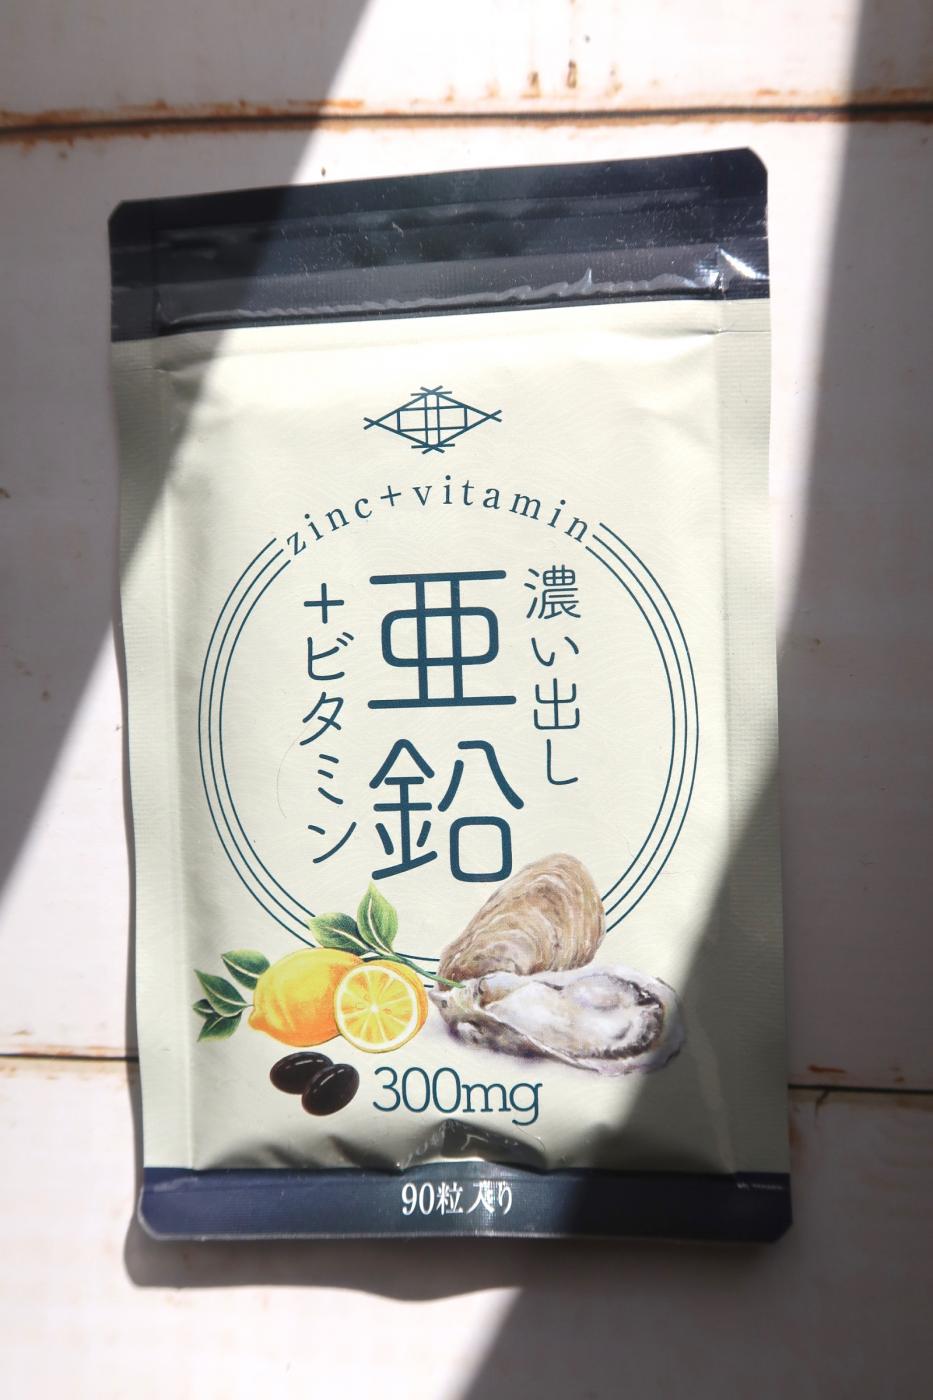 zinc+vitamin
濃い出し
亜鉛
+ビタミン
300mg
90粒入り